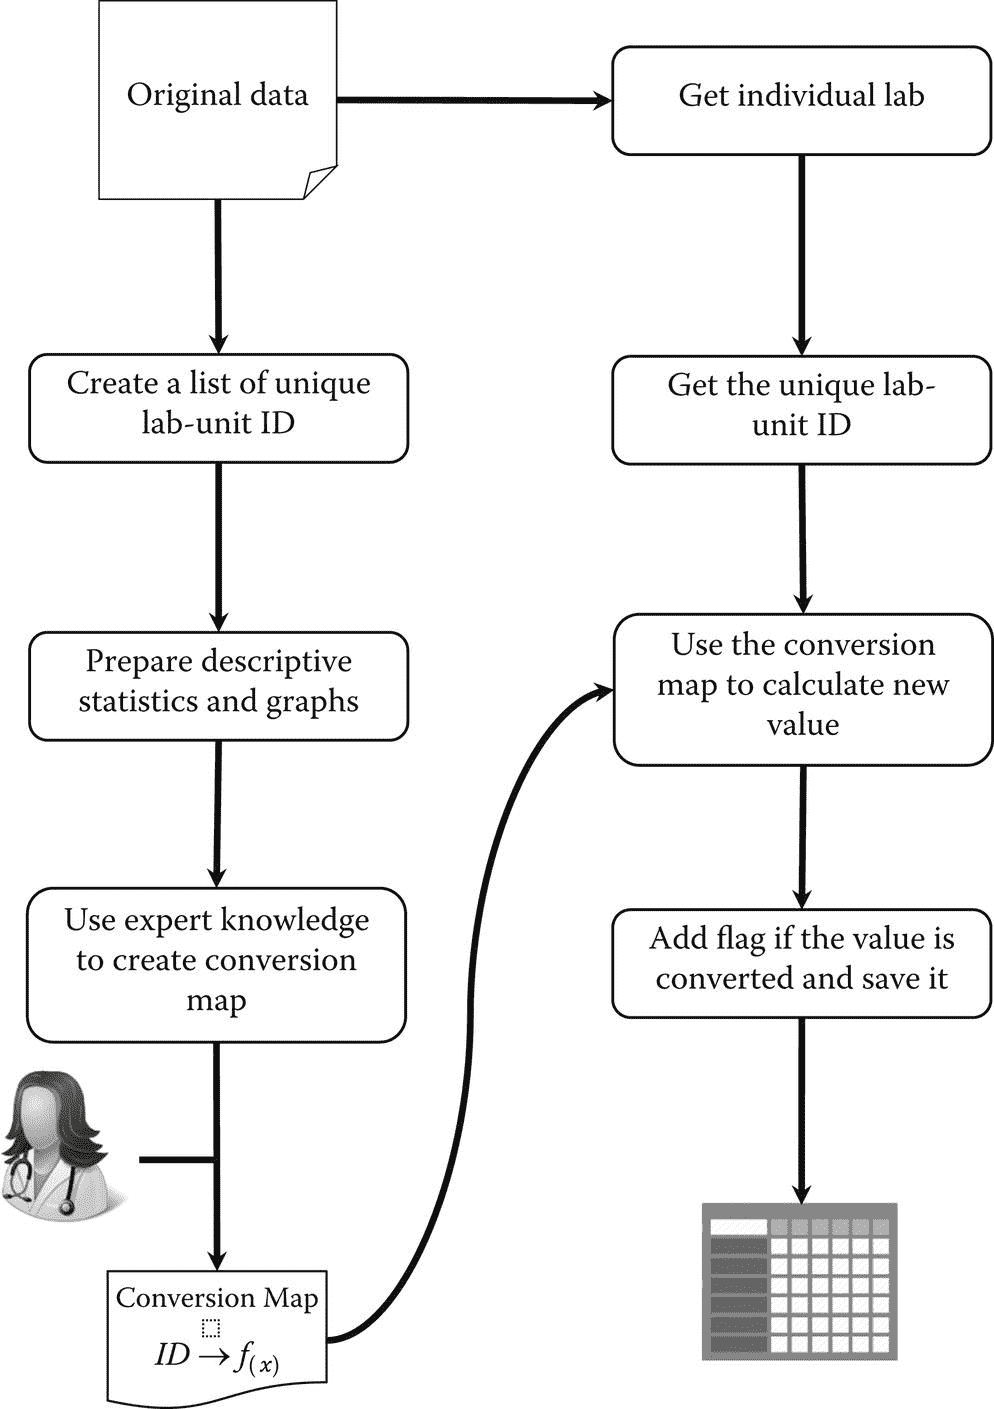 Original data
Get individual lab
Create a list of unique
lab-unit ID
Get the unique lab-
unit ID
Prepare descriptive
statistics and graphs
Use the conversion
map to calculate new
value
Use expert knowledge
to create conversion
map
Add flag if the value is
converted and save it
Conversion Map
ID → f(x)